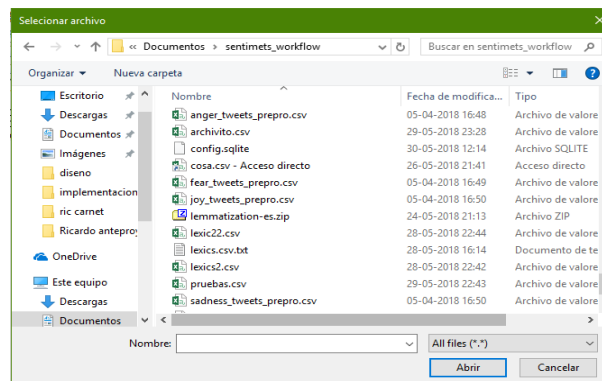 Selecionar archivo
« Documentos › sentimets_workflow
Buscar en sentimets_workflow
Organizar
Nueva carpeta
Escritorio
Descargas
Documentos
Imágenes
diseno
implementacion
ric carnet
Ricardo antepro
OneDrive
Este equipo
Descargas
Documentos
Nombre Fecha de modifica... Tipo
anger_tweets_prepro.csv 05-04-2018 16:48 Archivo de valore
archivito.csv 29-05-2018 23:28 Archivo de valore
config.sqlite 30-05-2018 12:14 Archivo SQLITE
cosa.csv - Acceso directo 26-05-2018 21:41 Acceso directo
fear_tweets_prepro.csv 05-04-2018 16:49 Archivo de valore
joy_tweets_prepro.csv 05-04-2018 16:50 Archivo de valore
lemmatization-es.zip 24-05-2018 21:13 Archivo ZIP
lexic22.csv 28-05-2018 22:44 Archivo de valore
lexics.csv.txt 28-05-2018 16:14 Documento de te
lexics2.csv 28-05-2018 22:42 Archivo de valore
pruebas.csv 29-05-2018 22:43 Archivo de valore
sadness_tweets_prepro.csv 05-04-2018 16:50 Archivo de valore
Nombre:
All files (*.*)
Abrir
Cancelar